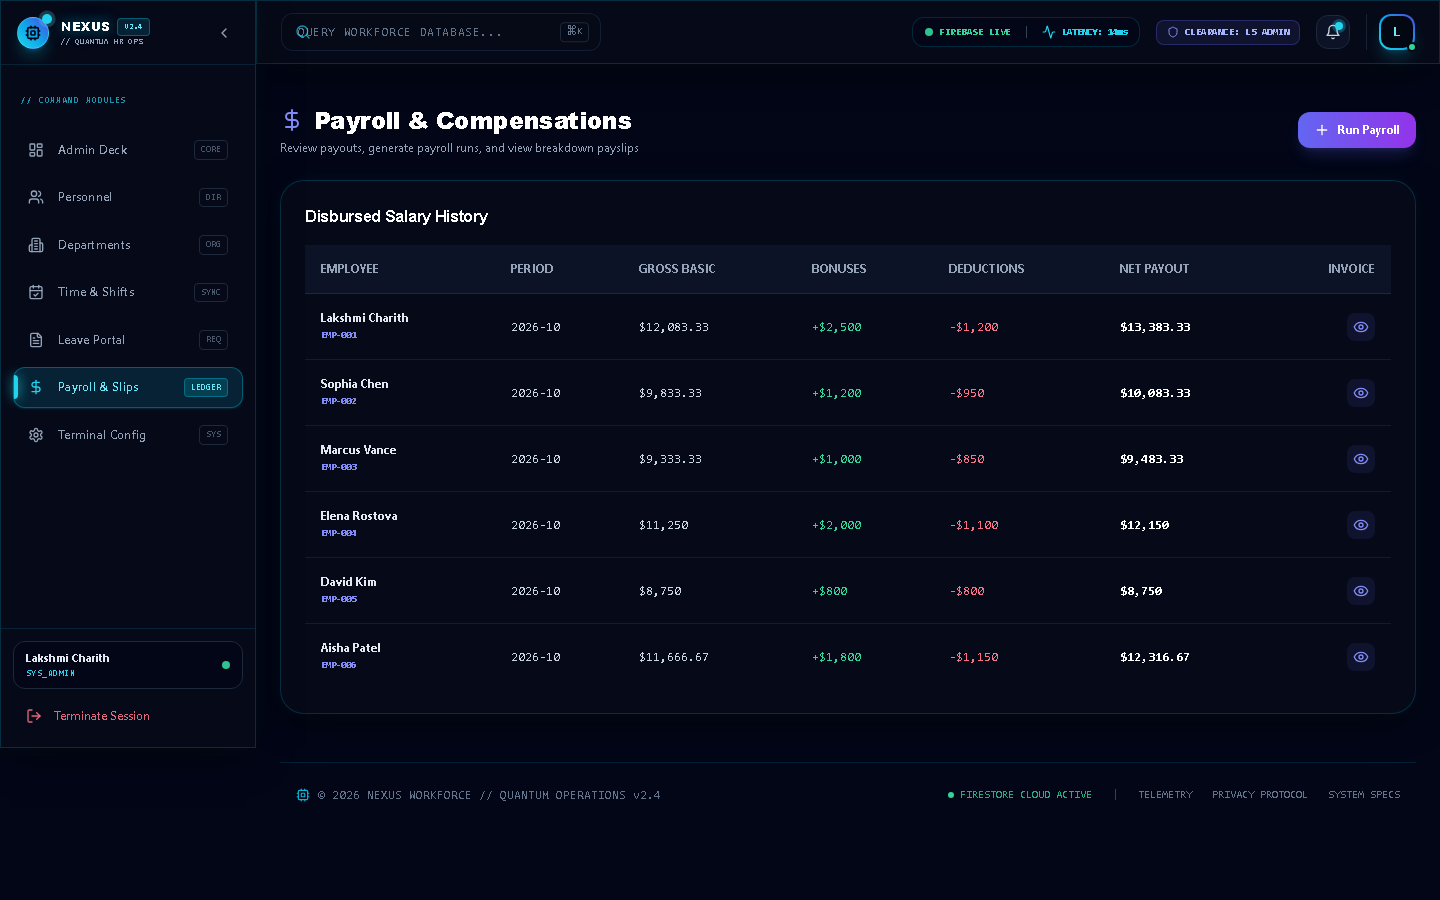 NEXUS V2.4
// QUANTUM HR OPS
QUERY WORKFORCE DATABASE... ⌘K
FIREBASE LIVE
LATENCY: 14ms
CLEARANCE: L5 ADMIN
L
// COMMAND MODULES
Admin Deck CORE
Personnel DIR
Departments ORG
Time & Shifts SYNC
Leave Portal REQ
Payroll & Slips LEDGER
Terminal Config SYS
Lakshmi Charith
SYS_ADMIN
Terminate Session
Payroll & Compensations
Review payouts, generate payroll runs, and view breakdown payslips
Run Payroll
Disbursed Salary History
EMPLOYEE PERIOD GROSS BASIC BONUSES DEDUCTIONS NET PAYOUT INVOICE
Lakshmi Charith
EMP-001
2026-10 $12,083.33 +$2,500 -$1,200 $13,383.33
Sophia Chen
EMP-002
2026-10 $9,833.33 +$1,200 -$950 $10,083.33
Marcus Vance
EMP-003
2026-10 $9,333.33 +$1,000 -$850 $9,483.33
Elena Rostova
EMP-004
2026-10 $11,250 +$2,000 -$1,100 $12,150
David Kim
EMP-005
2026-10 $8,750 +$800 -$800 $8,750
Aisha Patel
EMP-006
2026-10 $11,666.67 +$1,800 -$1,150 $12,316.67
© 2026 NEXUS WORKFORCE // QUANTUM OPERATIONS v2.4
FIRESTORE CLOUD ACTIVE | TELEMETRY PRIVACY PROTOCOL SYSTEM SPECS